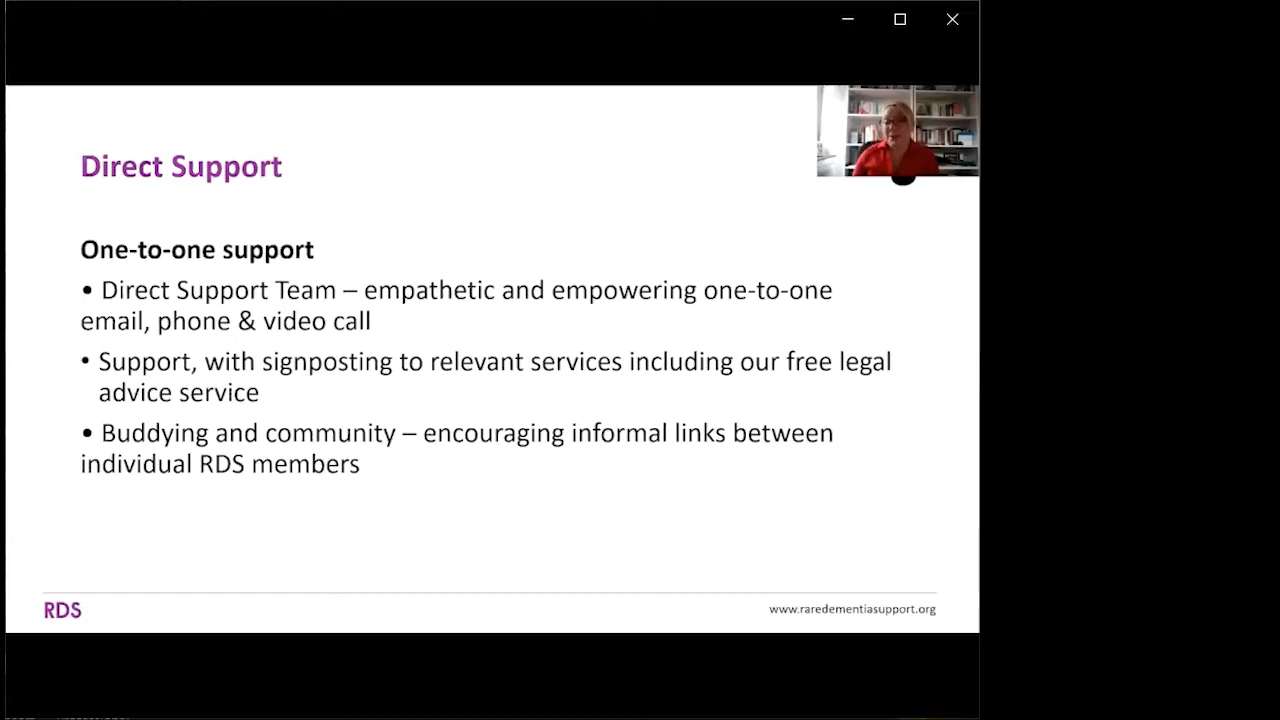 Direct Support
One-to-one support
• Direct Support Team – empathetic and empowering one-to-one
email, phone & video call
• Support, with signposting to relevant services including our free legal
advice service
• Buddying and community – encouraging informal links between
individual RDS members
RDS
www.raredementiasupport.org